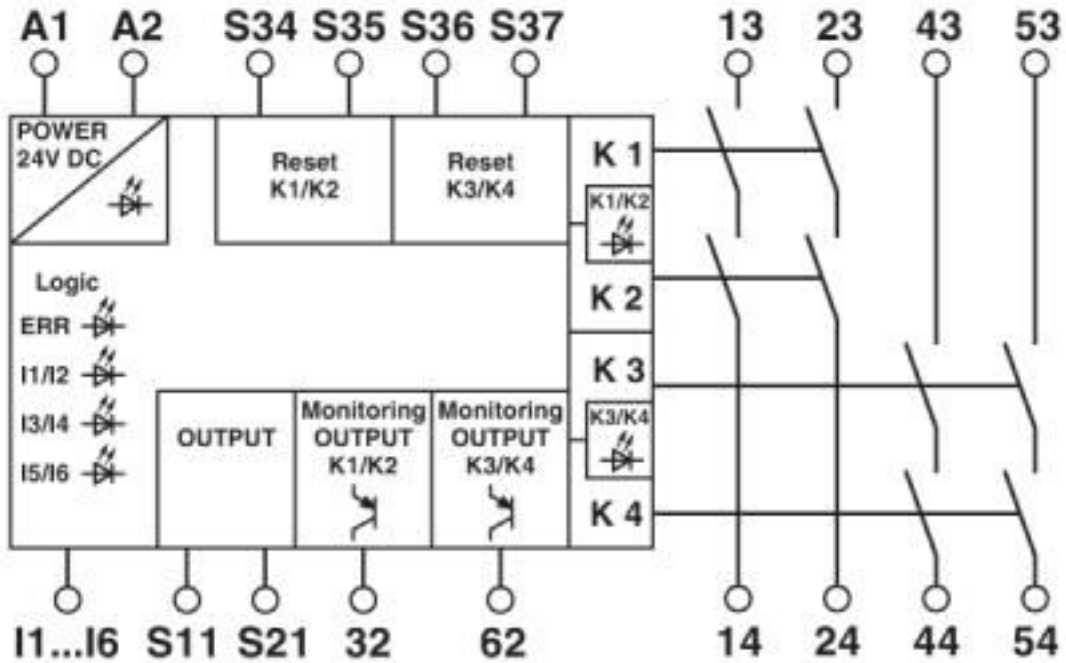 A1 A2 S34 S35 S36 S37 13 23 43 53
POWER
24V DC
Reset
K1/K2
Reset
K3/K4
K 1
K1/K2
K 2
Logic
ERR
I1/I2
I3/I4
I5/I6
OUTPUT
Monitoring
OUTPUT
K1/K2
Monitoring
OUTPUT
K3/K4
K 3
K3/K4
K 4
I1...I6 S11 S21 32 62 14 24 44 54